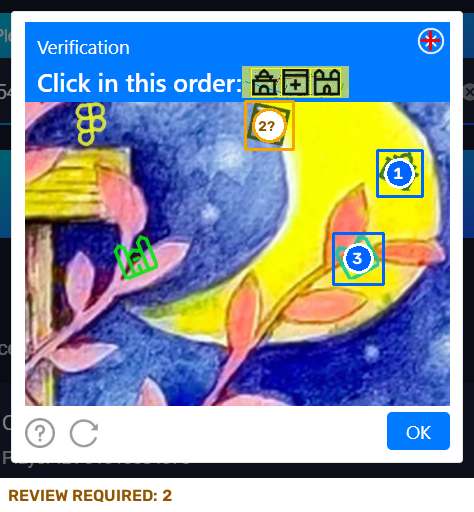 Verification
Click in this order:
2?
1
3
OK
REVIEW REQUIRED: 2